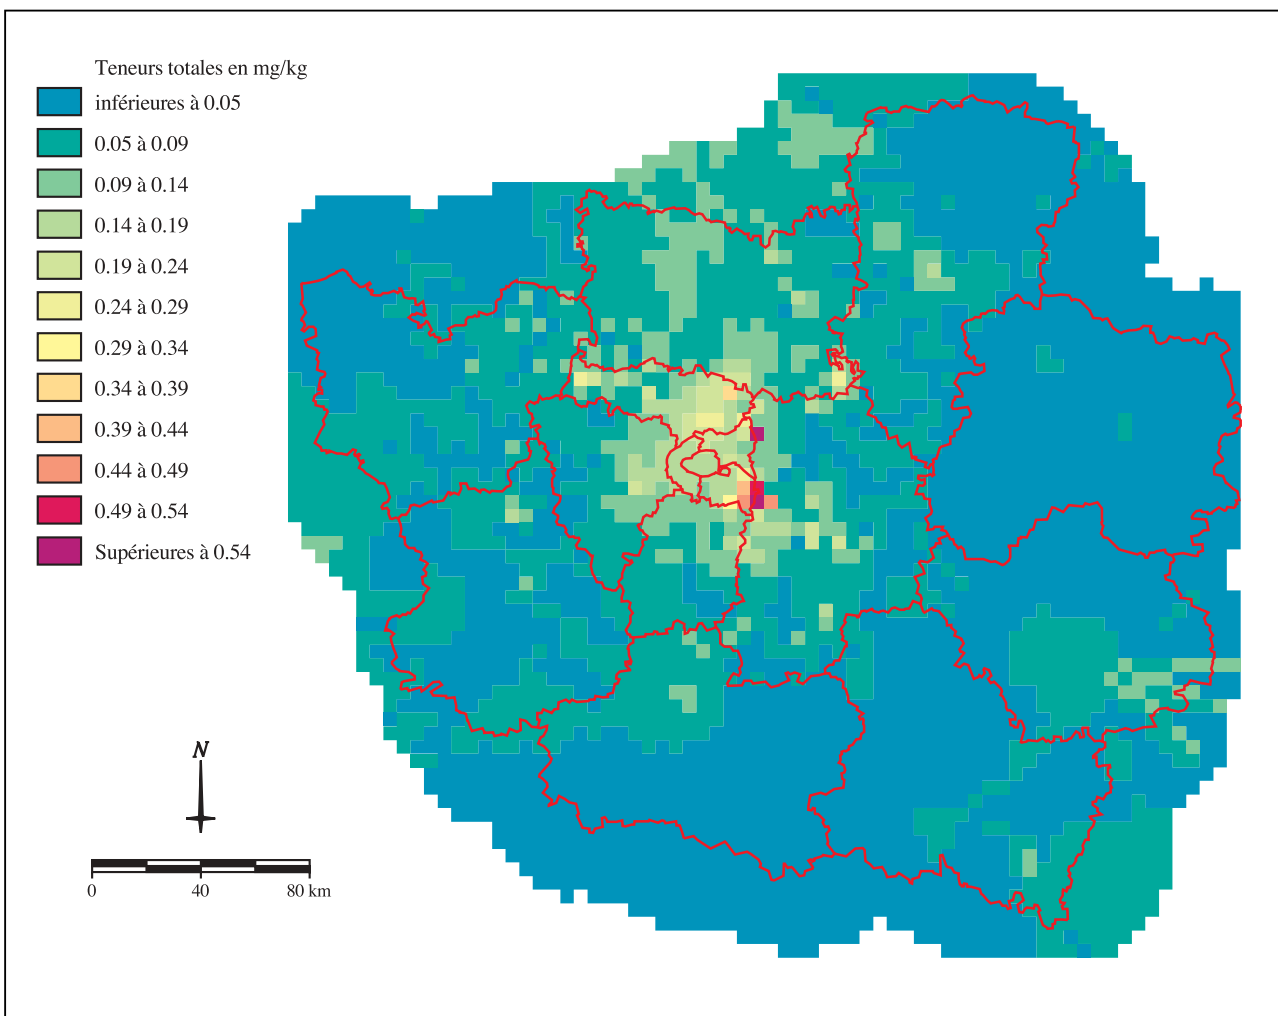 Teneurs totales en mg/kg
inférieures à 0.05
0.05 à 0.09
0.09 à 0.14
0.14 à 0.19
0.19 à 0.24
0.24 à 0.29
0.29 à 0.34
0.34 à 0.39
0.39 à 0.44
0.44 à 0.49
0.49 à 0.54
Supérieures à 0.54
N
0 40 80 km